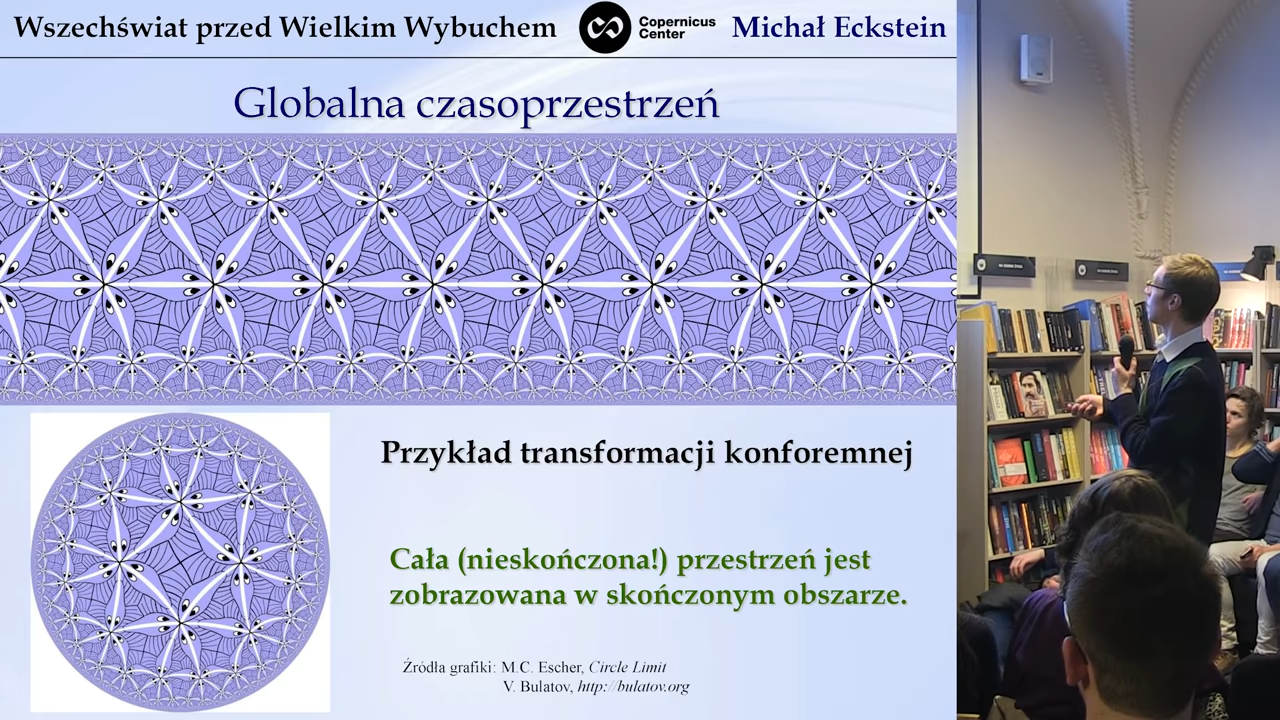 Wszechświat przed Wielkim Wybuchem
Copernicus
Center
Michał Eckstein
Globalna czasoprzestrzeń
Przykład transformacji konforemnej
Cała (nieskończona!) przestrzeń jest
zobrazowana w skończonym obszarze.
Źródła grafiki: M.C. Escher, Circle Limit
V. Bulatov, http://bulatov.org